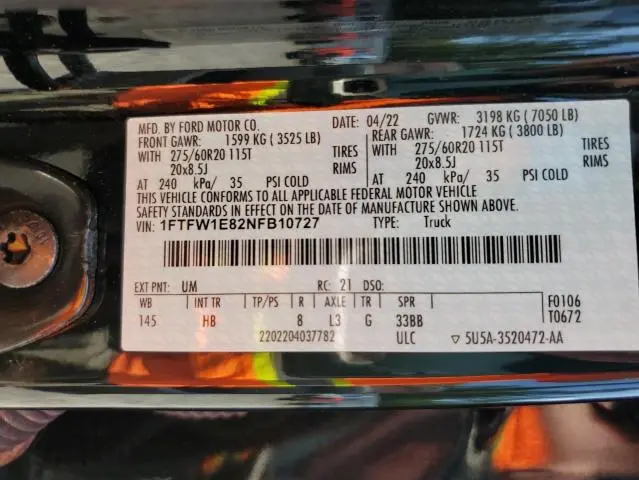 MFD. BY FORD MOTOR CO. DATE: 04/22 GVWR: 3198 KG ( 7050 LB)
FRONT GAWR: 1599 KG ( 3525 LB) REAR GAWR: 1724 KG ( 3800 LB)
WITH 275/60R20 115T TIRES WITH 275/60R20 115T TIRES
20x8.5J RIMS 20x8.5J RIMS
AT 240 kPa/ 35 PSI COLD AT 240 kPa/ 35 PSI COLD
THIS VEHICLE CONFORMS TO ALL APPLICABLE FEDERAL MOTOR VEHICLE
SAFETY STANDARDS IN EFFECT ON THE DATE OF MANUFACTURE SHOWN ABOVE.
VIN: 1FTFW1E82NFB10727 TYPE: Truck
EXT PNT: UM RC: 21 DSO:
WB INT TR TP/PS R AXLE TR SPR F0106
145 HB 8 L3 G 33BB T0672
2202204037782 ULC ▽ 5U5A-3520472-AA